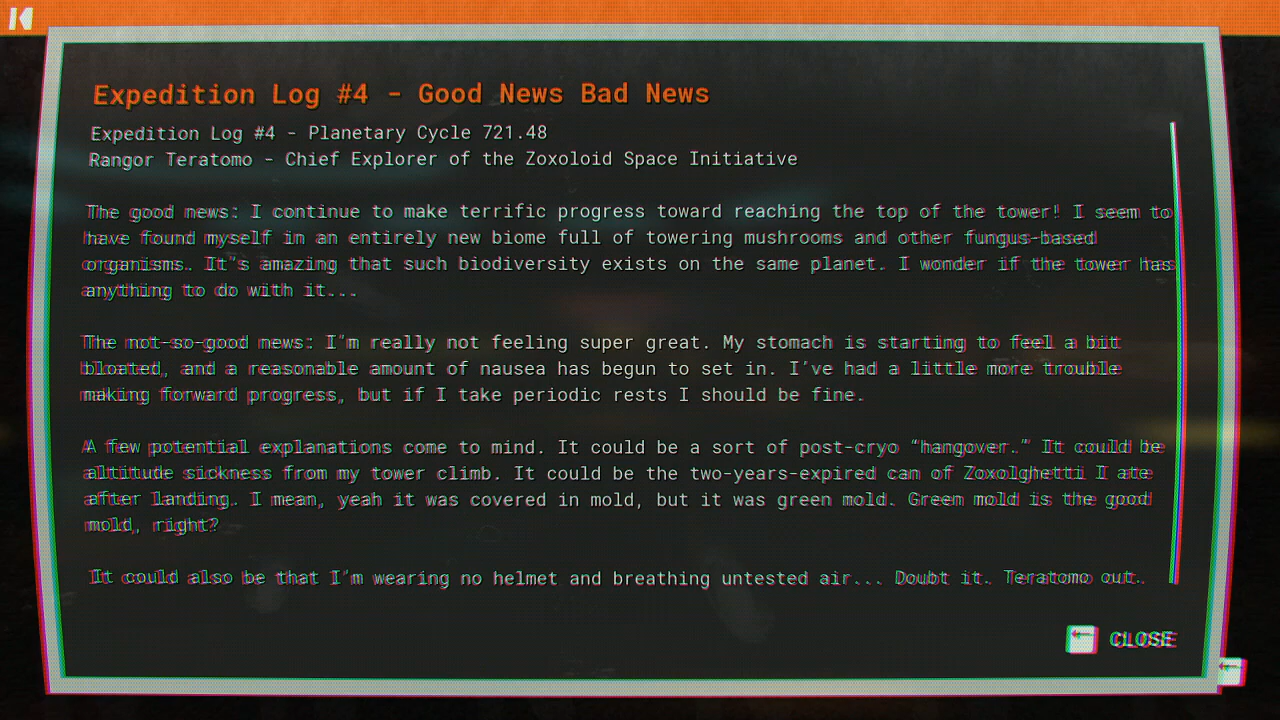 Expedition Log #4 - Good News Bad News
Expedition Log #4 - Planetary Cycle 721.48
Rangor Teratomo - Chief Explorer of the Zoxoloid Space Initiative
The good news: I continue to make terrific progress toward reaching the top of the tower! I seem to
have found myself in an entirely new biome full of towering mushrooms and other fungus-based
organisms. It's amazing that such biodiversity exists on the same planet. I wonder if the tower has
anything to do with it...
The not-so-good news: I'm really not feeling super great. My stomach is starting to feel a bit
bloated, and a reasonable amount of nausea has begun to set in. I've had a little more trouble
making forward progress, but if I take periodic rests I should be fine.
A few potential explanations come to mind. It could be a sort of post-cryo “hangover.” It could be
altitude sickness from my tower climb. It could be the two-years-expired can of Zoxolghetti I ate
after landing. I mean, yeah it was covered in mold, but it was green mold. Green mold is the good
mold, right?
It could also be that I'm wearing no helmet and breathing untested air... Doubt it. Teratomo out.
CLOSE